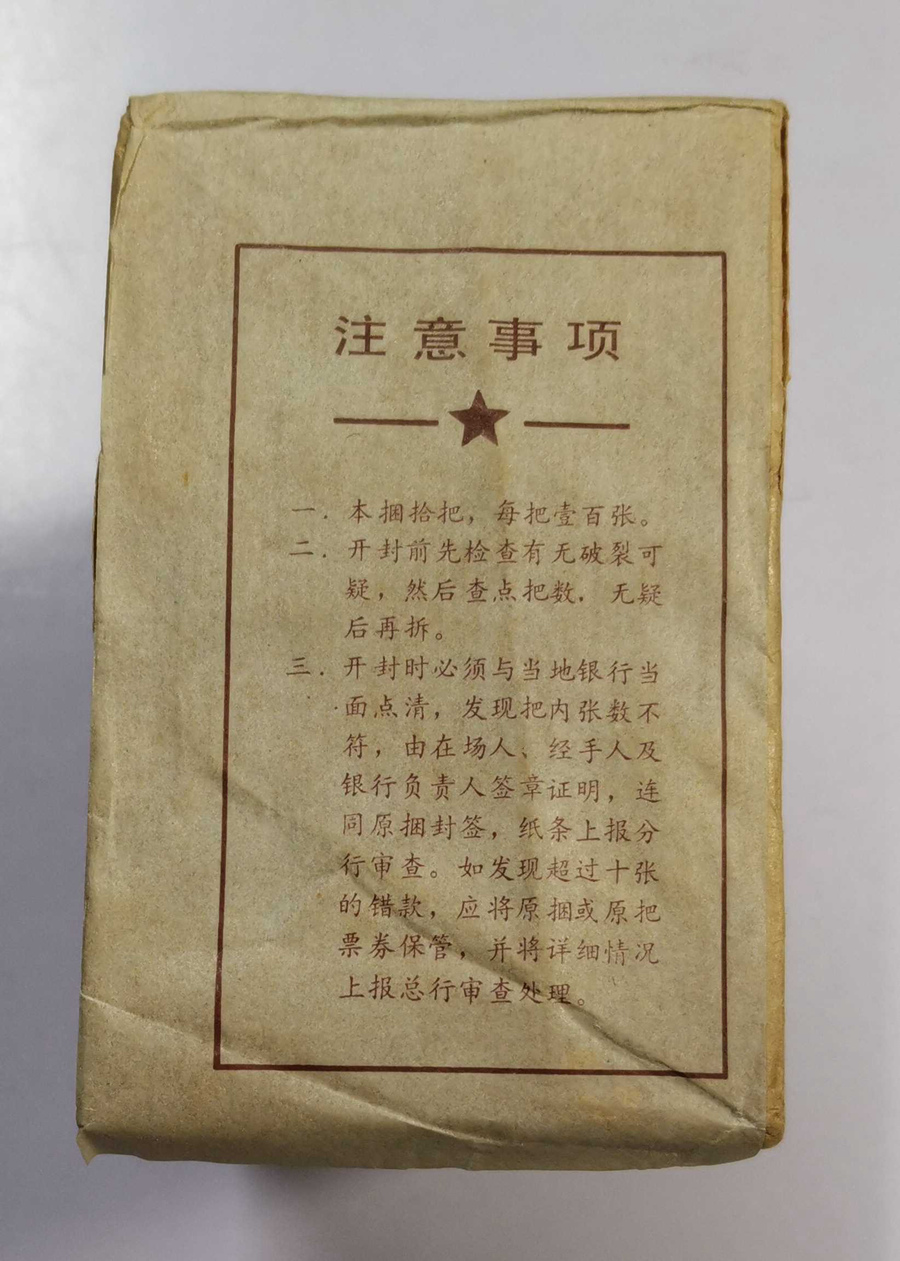 注意事项
一.本捆拾把，每把壹百张。
二.开封前先检查有无破裂可
疑，然后查点把数．无疑
后再拆。
三.开封时必须与当地银行当
面点清，发现把内张数不
符，由在场人、经手人及
银行负责人签章证明，连
同原捆封签，纸条上报分
行审查。如发现超过十张
的错款，应将原捆或原把
票券保管，并将详细情况
上报总行审查处理。